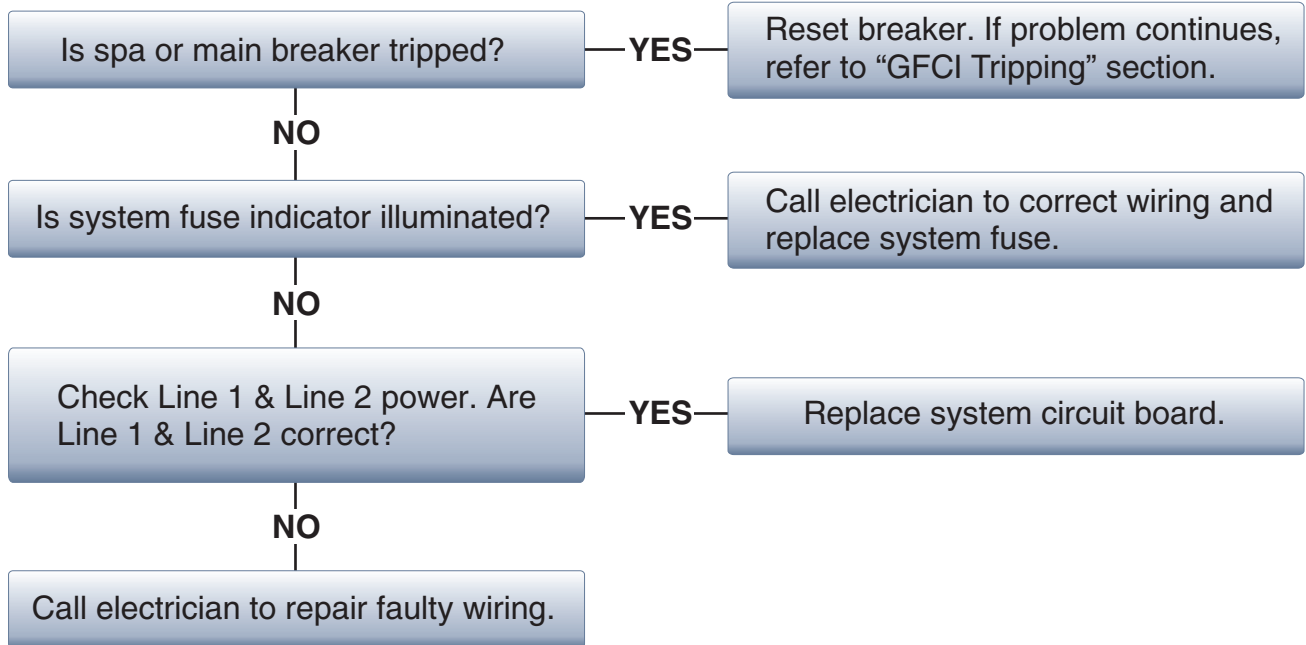 Is spa or main breaker tripped?
YES
Reset breaker. If problem continues,
refer to “GFCI Tripping” section.
NO
Is system fuse indicator illuminated?
YES
Call electrician to correct wiring and
replace system fuse.
NO
Check Line 1 & Line 2 power. Are
Line 1 & Line 2 correct?
YES
Replace system circuit board.
NO
Call electrician to repair faulty wiring.